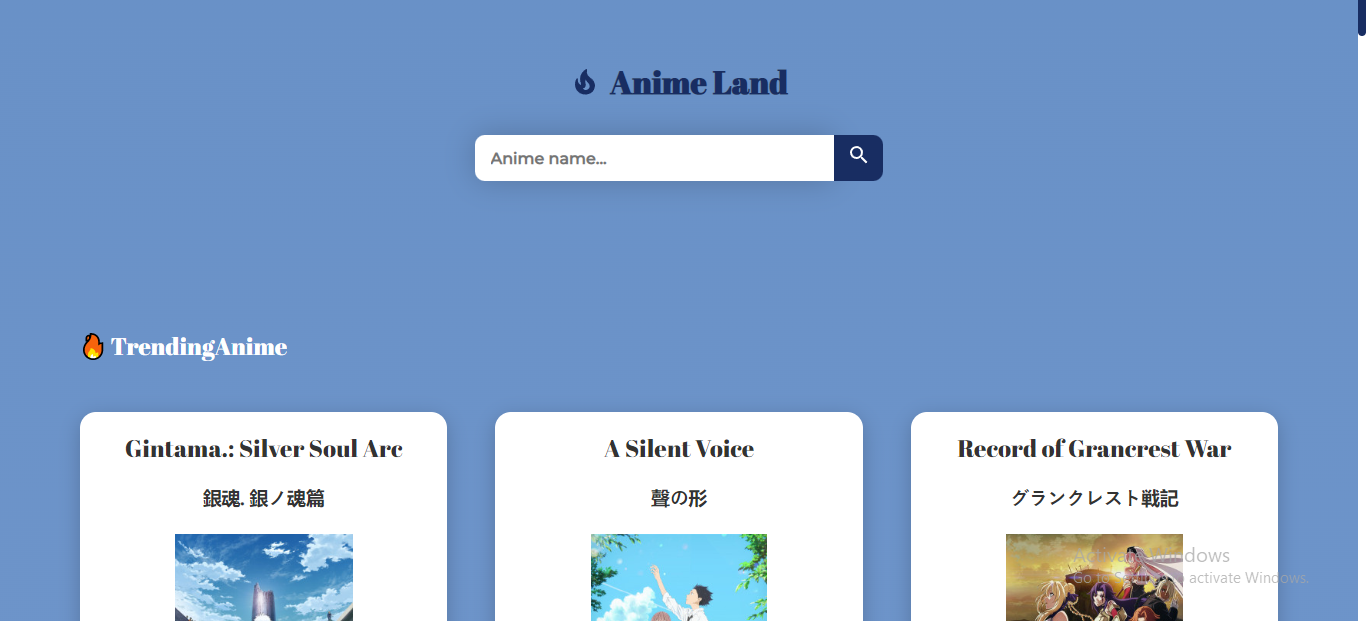 Anime Land
Anime name...
TrendingAnime
Gintama.: Silver Soul Arc
A Silent Voice
Record of Grancrest War
銀魂. 銀ノ魂篇
聲の形
グランクレスト戦記
Activate Windows
Go to Settings to activate Windows.